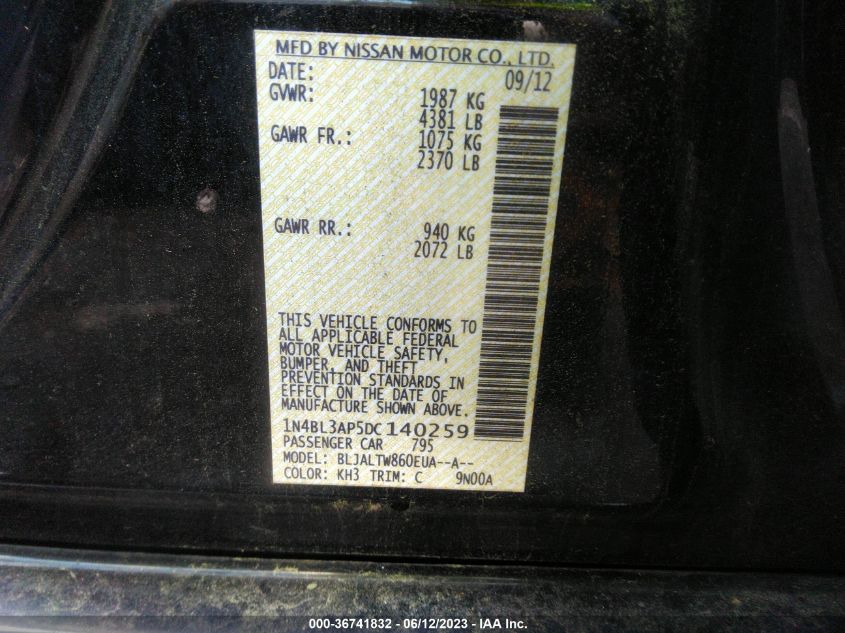 MFD BY NISSAN MOTOR CO., LTD.
DATE: 09/12
GVWR: 1987 KG
4381 LB
GAWR FR.: 1075 KG
2370 LB
GAWR RR.: 940 KG
2072 LB
THIS VEHICLE CONFORMS TO
ALL APPLICABLE FEDERAL
MOTOR VEHICLE SAFETY,
BUMPER, AND THEFT
PREVENTION STANDARDS IN
EFFECT ON THE DATE OF
MANUFACTURE SHOWN ABOVE.
1N4BL3AP5DC140259
PASSENGER CAR 795
MODEL: BLJALTW860EUA--A--
COLOR: KH3 TRIM: C 9N00A
000-36741832 - 06/12/2023 - IAA Inc.